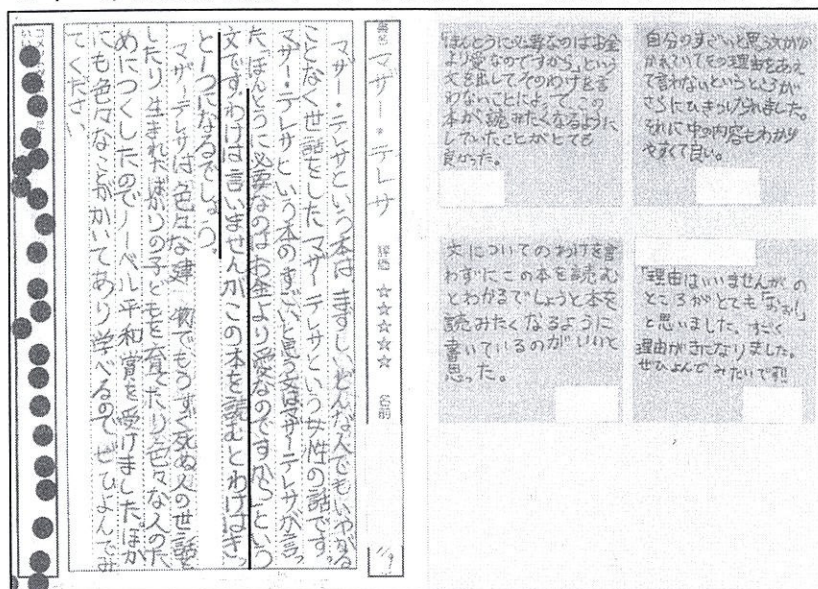 書名
マザー・テレサ
評価 ☆☆☆☆☆
名前
1/9
マザー・テレサという本は、まずしいどんな人でもいやがる
ことなく世話をしたマザーテレサという女性の話です。
マザー・テレサという本のすごいと思う文はマザーテレサが言っ
た「ほんとうに必要なのはお金より愛なのですから」という
文です。わけは言いませんがこの本を読むとわけはきっ
と一つになるでしょう。
マザーテレサは色々な建物でもうすぐ死ぬ人の世話を
したり、生まれたばかりの子どもを育てたり、色々な人のた
めにつくしたのでノーベル平和賞を受けました。ほか
にも色々なことがかいてあり学べるのでぜひよんでみ
てください。
自分のすごいと思う文がか
かれていてその理由をあえ
て言わないというところが
さらにひきつけられました。
それに中の内容もわかり
やすくて良い。
「ほんとうに必要なのはお金
より愛なのですから」という
文を出してそのわけを言
わないことによって、この
本が読みたくなるように
していたことがとても
良かった。
「理由はいいませんが」の
ところがとても「おぉ!」
と思いました。すごく
理由がきになりました。
ぜひよんでみたいです!!
文についてのわけを言
わずにこの本を読む
とわかるでしょうと本を
読みたくなるように
書いているのがいいと
思った。